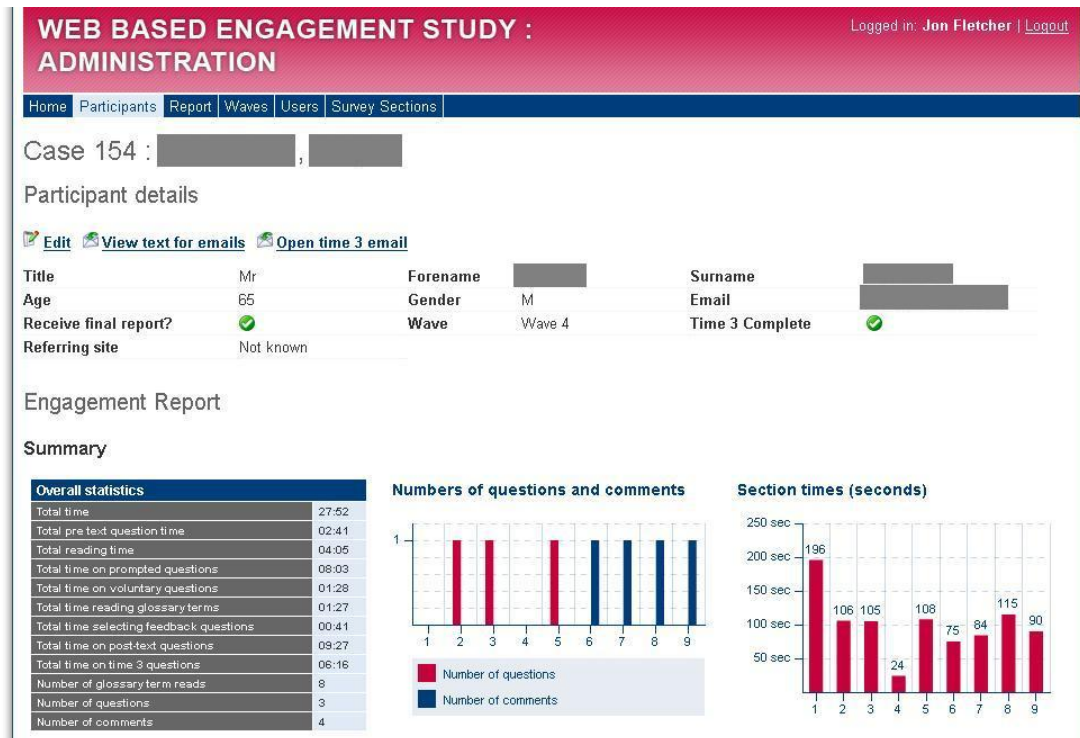 WEB BASED ENGAGEMENT STUDY :
ADMINISTRATION
Logged in: Jon Fletcher | Logout
Home Participants Report Waves Users Survey Sections
Case 154 : ,
Participant details
Edit View text for emails Open time 3 email
Title Mr Forename Surname
Age 65 Gender M Email
Receive final report? Wave Wave 4 Time 3 Complete
Referring site Not known
Engagement Report
Summary
Overall statistics
Total time 27:52
Total pre text question time 02:41
Total reading time 04:05
Total time on prompted questions 08:03
Total time on voluntary questions 01:28
Total time reading glossary terms 01:27
Total time selecting feedback questions 00:41
Total time on post-text questions 09:27
Total time on time 3 questions 06:16
Number of glossary term reads 8
Number of questions 3
Number of comments 4
Numbers of questions and comments
1
1 2 3 4 5 6 7 8 9
Number of questions
Number of comments
Section times (seconds)
250 sec
200 sec
150 sec
100 sec
50 sec
196 106 105 24 108 75 84 115 90
1 2 3 4 5 6 7 8 9